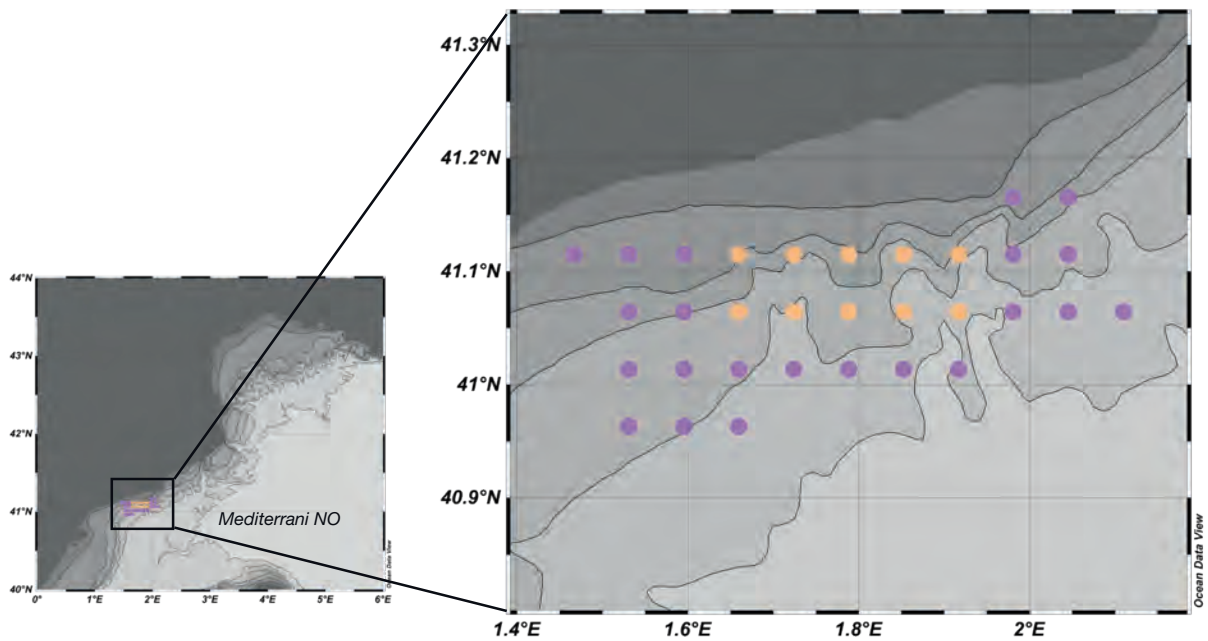 41.3°N
41.2°N
41.1°N
41°N
40.9°N
1.4°E
1.6°E
1.8°E
2°E
Ocean Data View
44°N
43°N
42°N
41°N
40°N
0°
1°E
2°E
3°E
4°E
5°E
6°E
Mediterrani NO
Ocean Data View